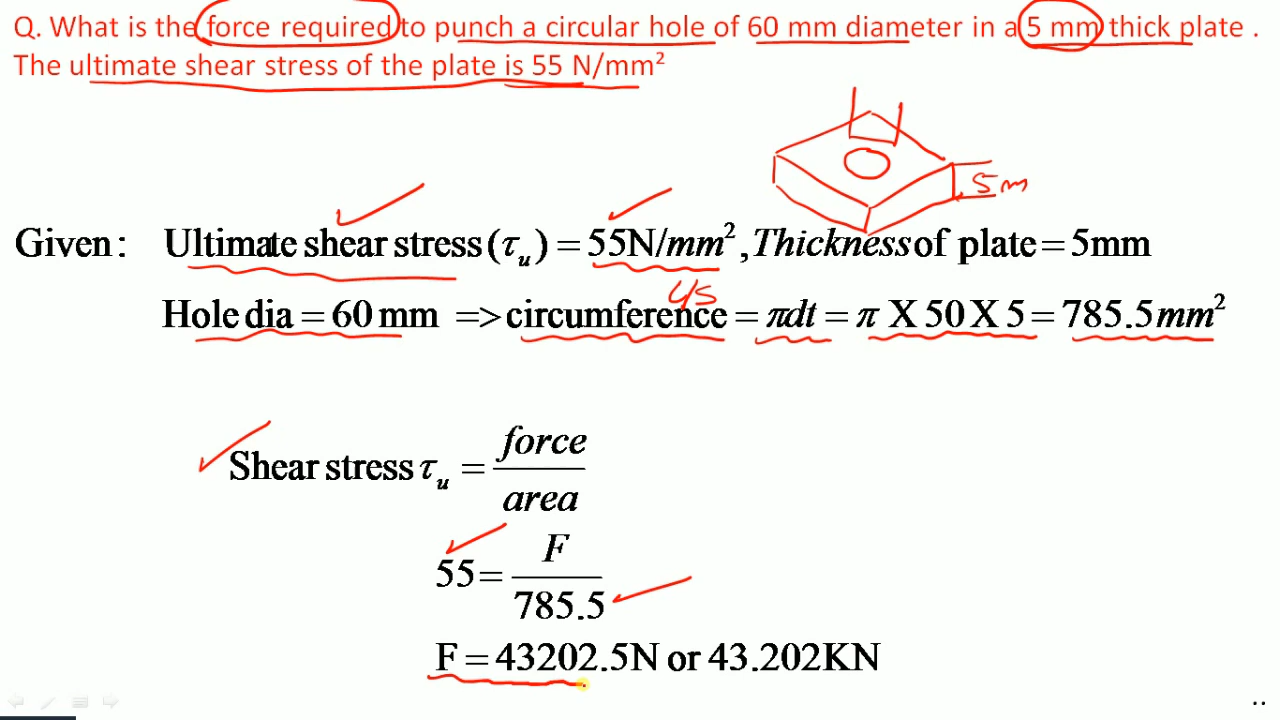 Q. What is the force required to punch a circular hole of 60 mm diameter in a 5 mm thick plate .
The ultimate shear stress of the plate is 55 N/mm²
5m
Given: Ultimate shear stress (τᵤ) = 55N/mm², Thickness of plate = 5mm
Hole dia = 60 mm => circumference = πdt = π X 50 X 5 = 785.5mm²
Shear stress τᵤ = force
area
55 = F
785.5
F = 43202.5N or 43.202KN